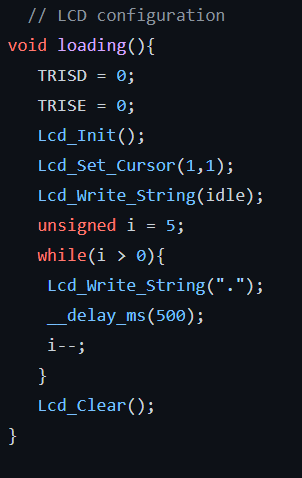 // LCD configuration
void loading(){
TRISD = 0;
TRISE = 0;
Lcd_Init();
Lcd_Set_Cursor(1,1);
Lcd_Write_String(idle);
unsigned i = 5;
while(i > 0){
Lcd_Write_String(".");
__delay_ms(500);
i--;
}
Lcd_Clear();
}